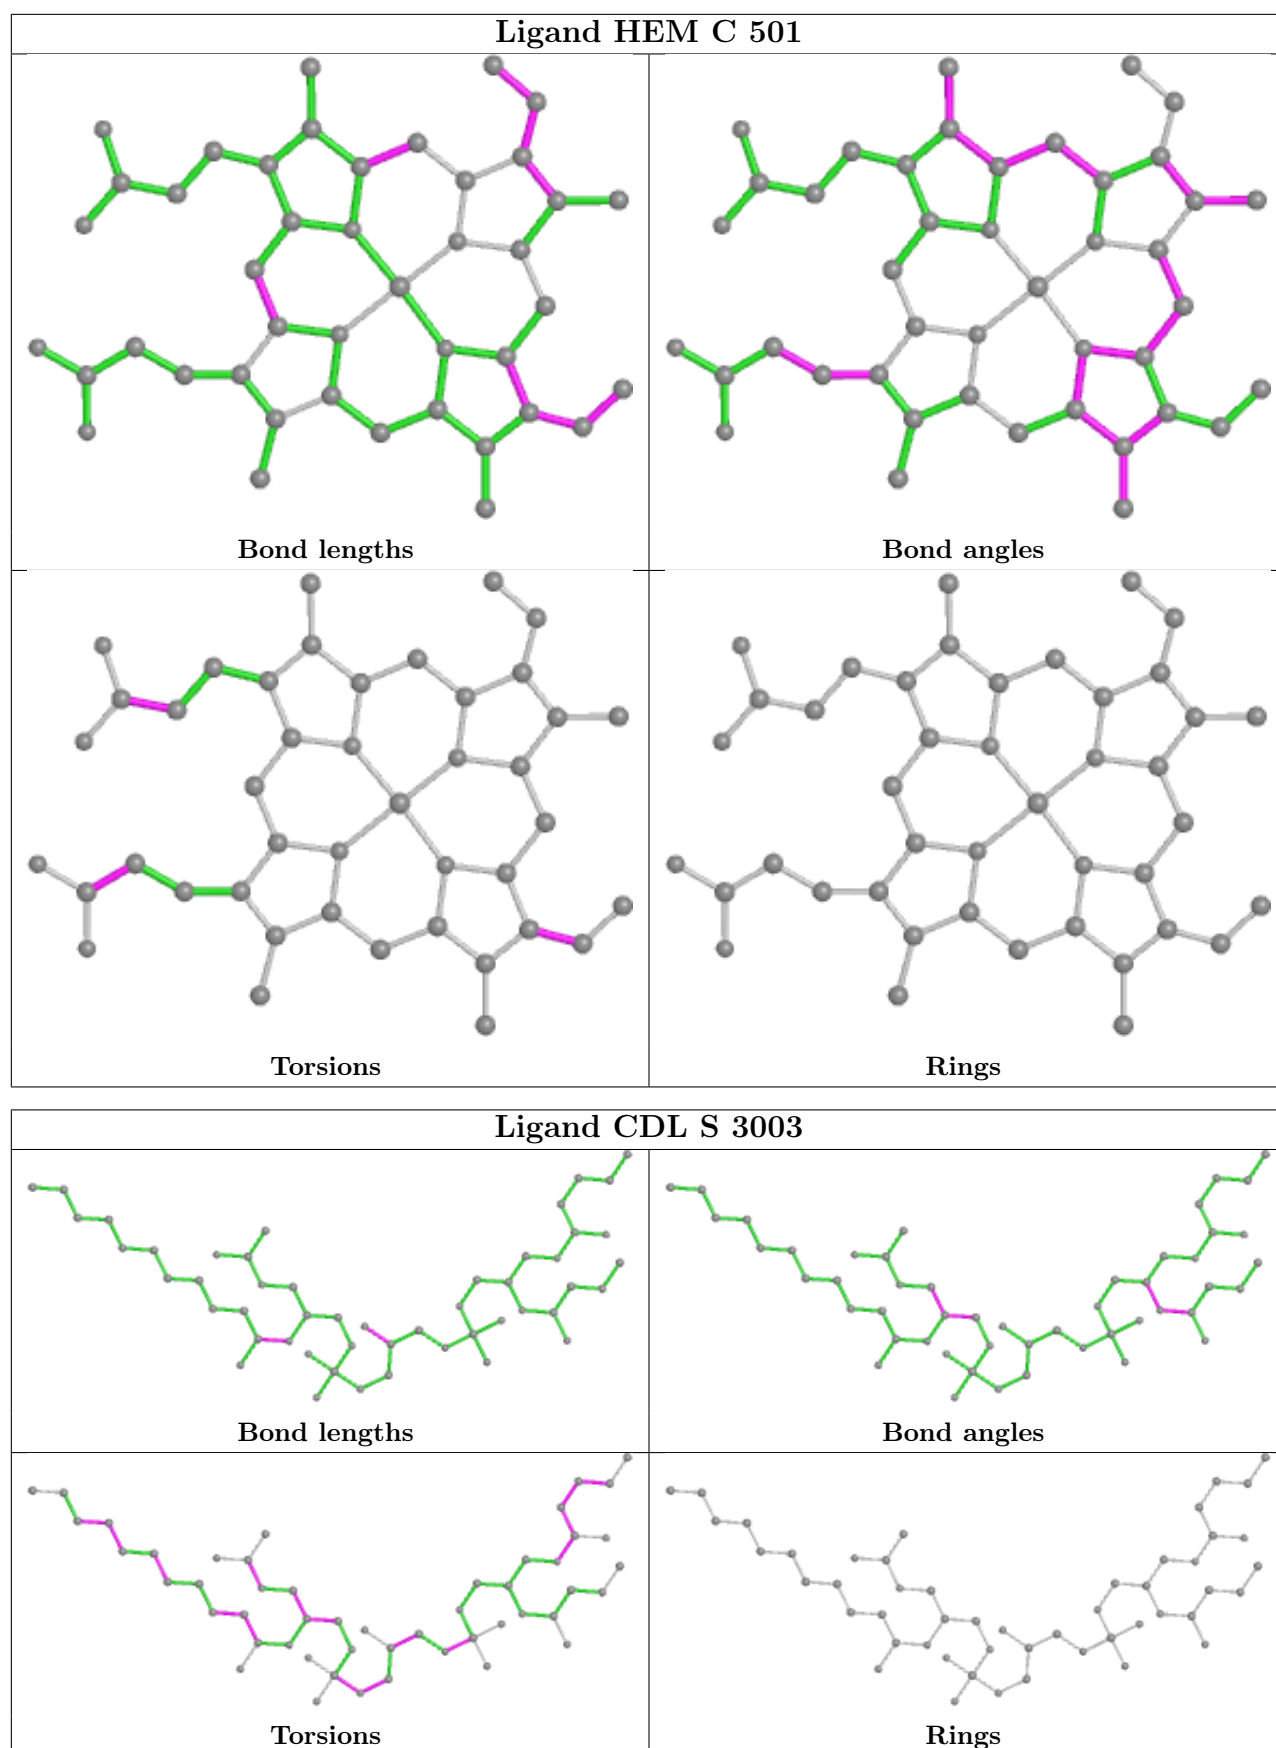 Ligand HEM C 501
Bond lengths
Bond angles
Torsions
Rings
Ligand CDL S 3003
Bond lengths
Bond angles
Torsions
Rings